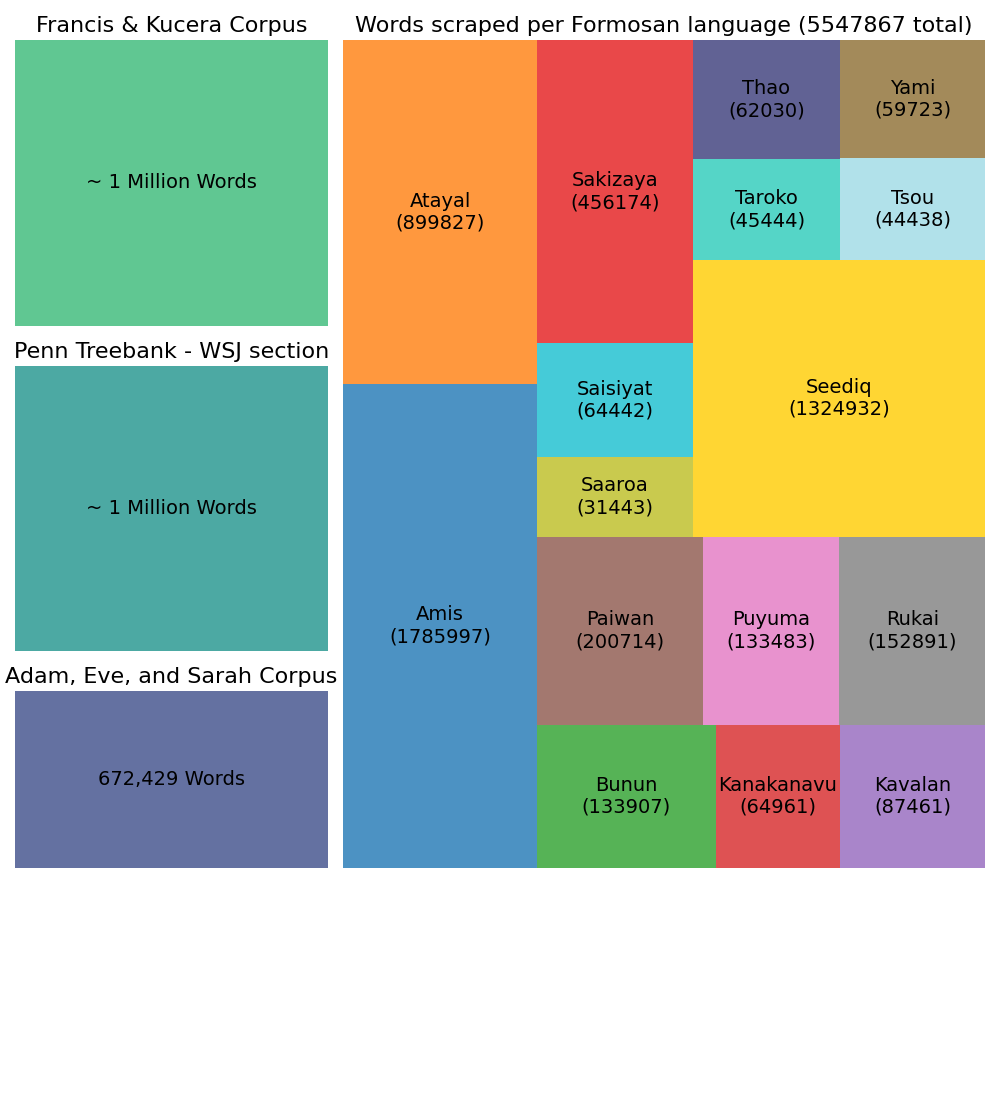 Francis & Kucera Corpus
~ 1 Million Words
Penn Treebank - WSJ section
~ 1 Million Words
Adam, Eve, and Sarah Corpus
672,429 Words
Words scraped per Formosan language (5547867 total)
Atayal
(899827)
Sakizaya
(456174)
Thao
(62030)
Yami
(59723)
Taroko
(45444)
Tsou
(44438)
Saisiyat
(64442)
Seediq
(1324932)
Saaroa
(31443)
Amis
(1785997)
Paiwan
(200714)
Puyuma
(133483)
Rukai
(152891)
Bunun
(133907)
Kanakanavu
(64961)
Kavalan
(87461)